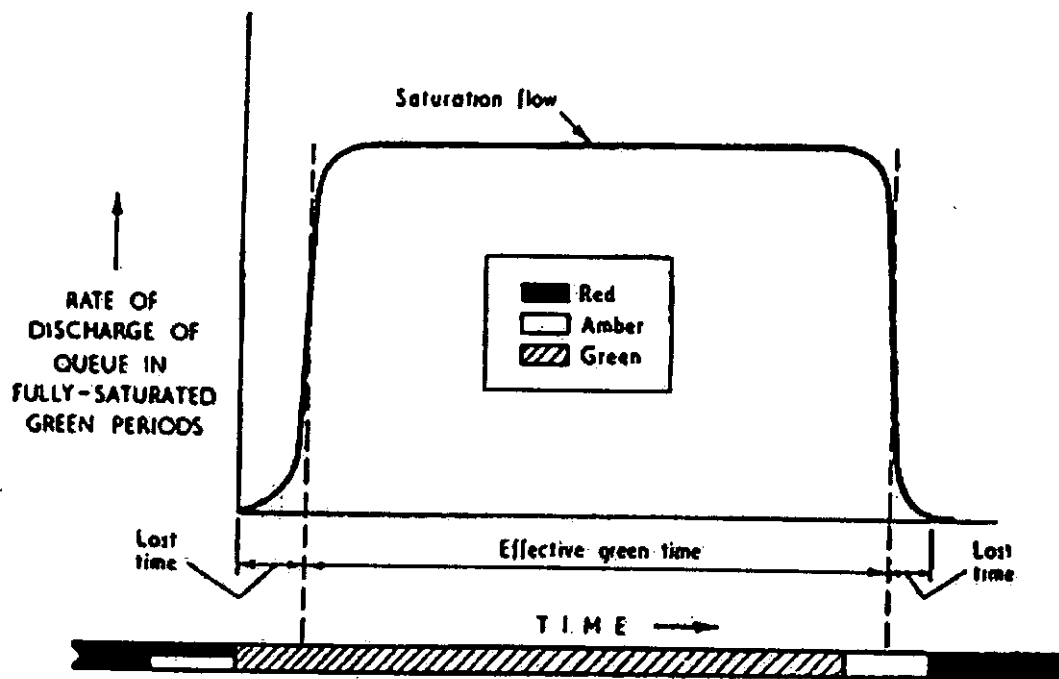 Saturation flow
RATE OF
DISCHARGE OF
QUEUE IN
FULLY-SATURATED
GREEN PERIODS
Red
Amber
Green
Lost
time
Effective green time
Lost
time
TIME